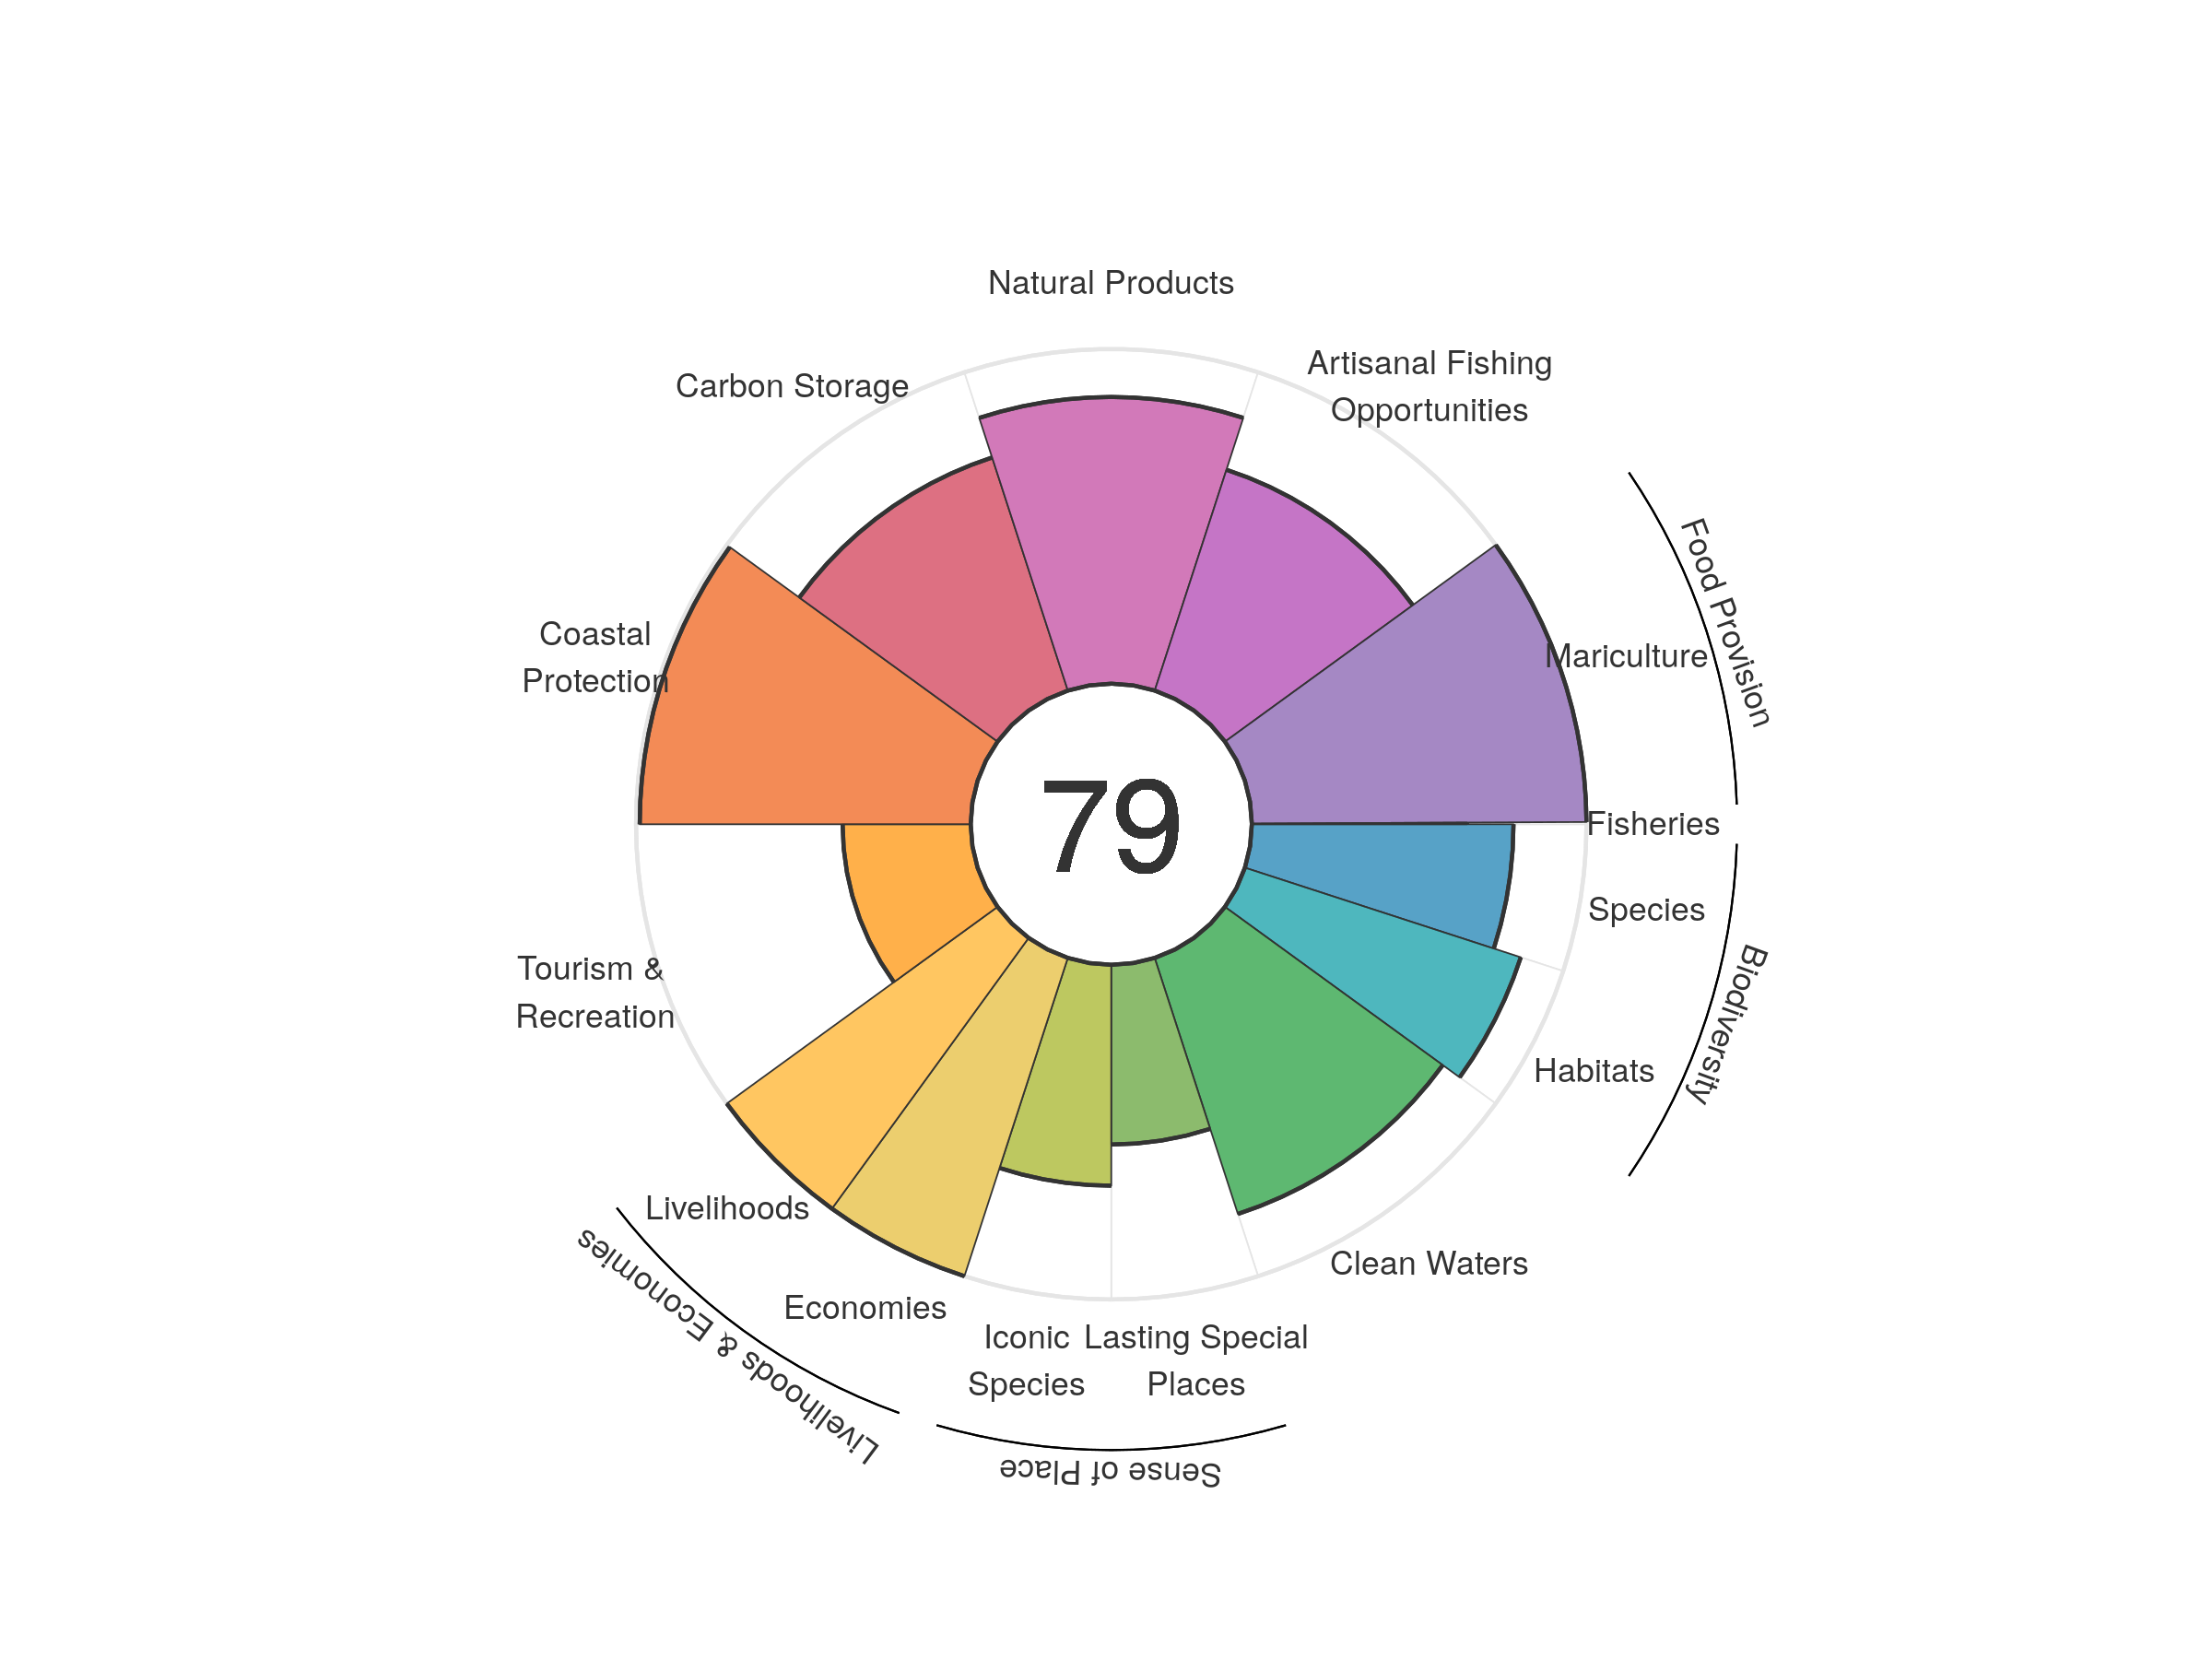 Natural Products
Artisanal Fishing
Opportunities
Carbon Storage
Food Provision
Coastal
Protection
Mariculture
79
Fisheries
Species
Biodiversity
Tourism &
Recreation
Habitats
Livelihoods
Clean Waters
Economies
Livelihoods & Economies
Iconic
Species
Lasting Special
Places
Sense of Place